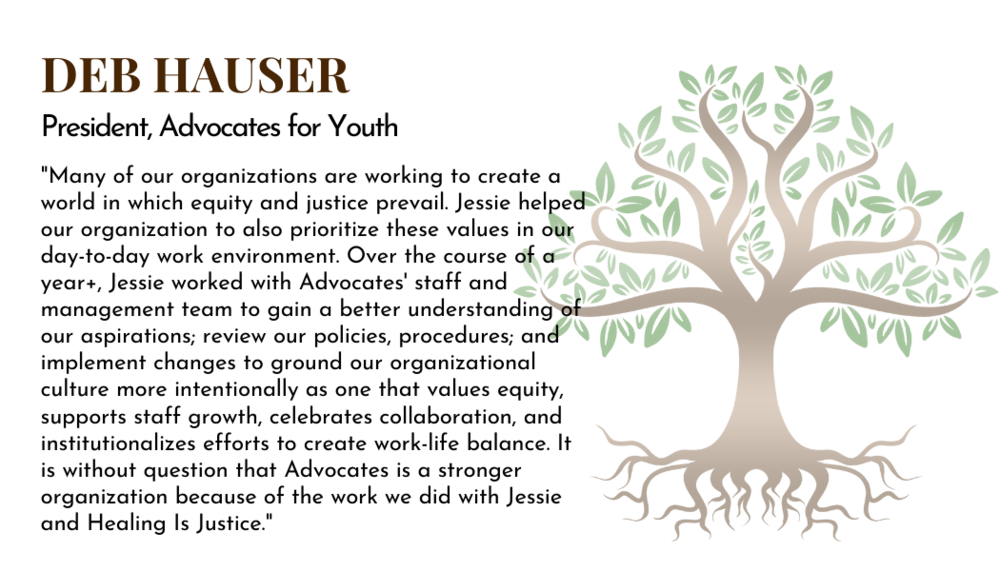 DEB HAUSER
President, Advocates for Youth
"Many of our organizations are working to create a
world in which equity and justice prevail. Jessie helped
our organization to also prioritize these values in our
day-to-day work environment. Over the course of a
year+, Jessie worked with Advocates' staff and
management team to gain a better understanding of
our aspirations; review our policies, procedures; and
implement changes to ground our organizational
culture more intentionally as one that values equity,
supports staff growth, celebrates collaboration, and
institutionalizes efforts to create work-life balance. It
is without question that Advocates is a stronger
organization because of the work we did with Jessie
and Healing Is Justice."